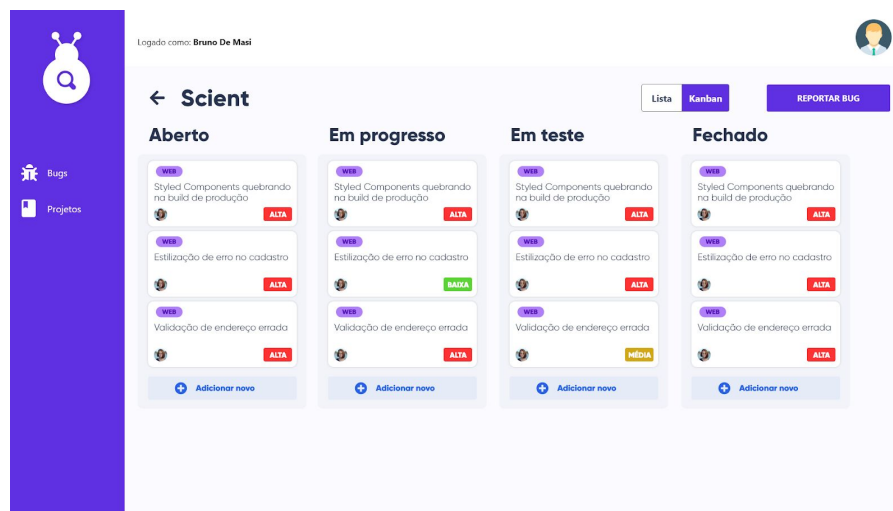 Logado como: Bruno De Masi
Scient
Lista
Kanban
REPORTAR BUG
Bugs
Projetos
Aberto
WEB
Styled Components quebrando
na build de produção
ALTA
WEB
Estilização de erro no cadastro
ALTA
WEB
Validação de endereço errada
ALTA
Adicionar novo
Em progresso
WEB
Styled Components quebrando
na build de produção
ALTA
WEB
Estilização de erro no cadastro
BAIXA
WEB
Validação de endereço errada
ALTA
Adicionar novo
Em teste
WEB
Styled Components quebrando
na build de produção
ALTA
WEB
Estilização de erro no cadastro
ALTA
WEB
Validação de endereço errada
MÉDIA
Adicionar novo
Fechado
WEB
Styled Components quebrando
na build de produção
ALTA
WEB
Estilização de erro no cadastro
ALTA
WEB
Validação de endereço errada
ALTA
Adicionar novo